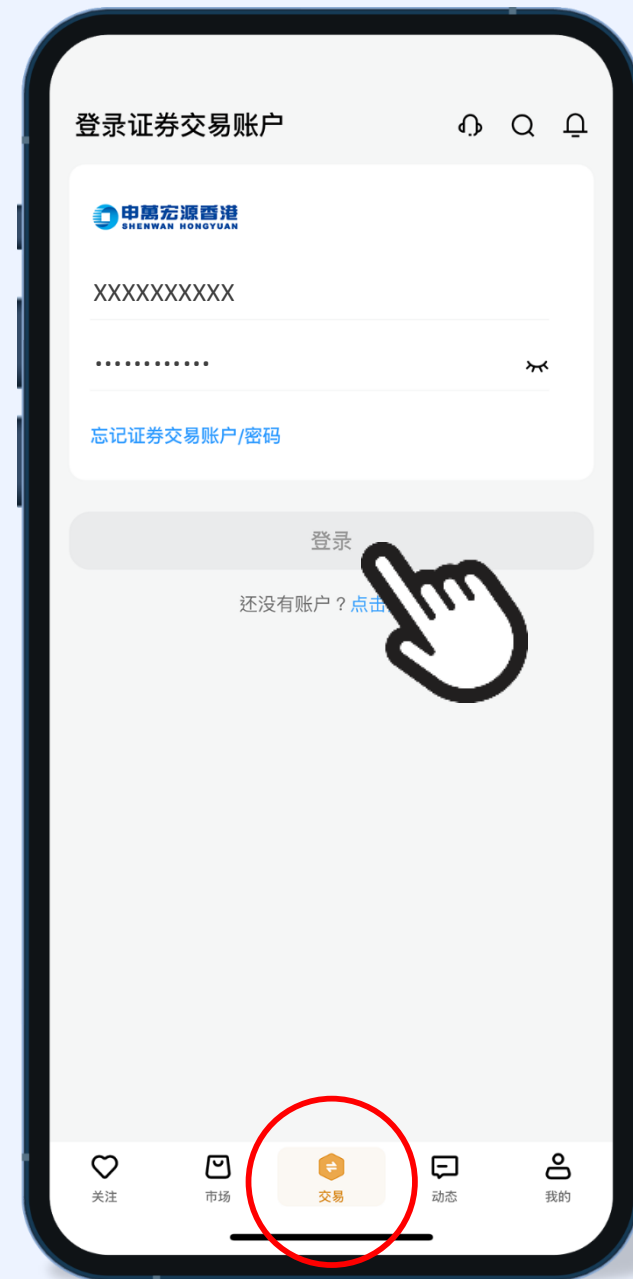 登录证券交易账户
申萬宏源香港
SHENWAN HONGYUAN
XXXXXXXXXX
••••••••••••
忘记证券交易账户/密码
登录
还没有账户？点击
关注
市场
交易
动态
我的